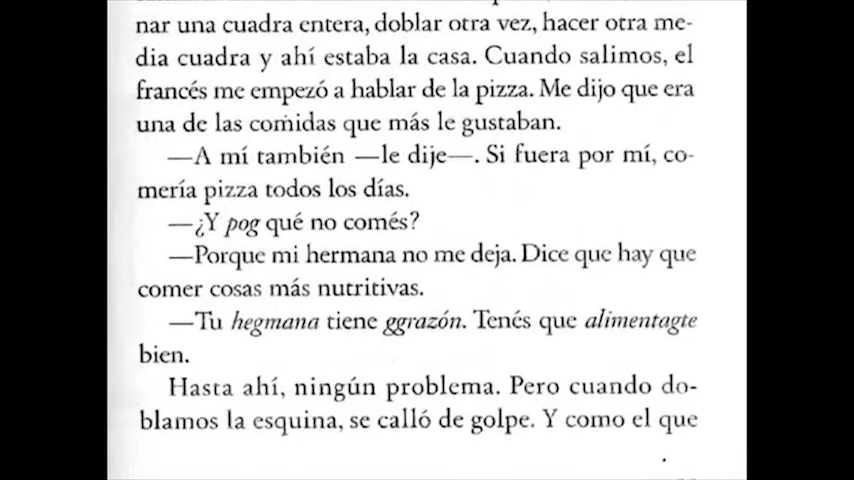 nar una cuadra entera, doblar otra vez, hacer otra me-
dia cuadra y ahí estaba la casa. Cuando salimos, el
francés me empezó a hablar de la pizza. Me dijo que era
una de las comidas que más le gustaban.
—A mí también —le dije—. Si fuera por mí, co-
mería pizza todos los días.
—¿Y pog qué no comés?
—Porque mi hermana no me deja. Dice que hay que
comer cosas más nutritivas.
—Tu hegmana tiene ggrazón. Tenés que alimentagte
bien.
Hasta ahí, ningún problema. Pero cuando do-
blamos la esquina, se calló de golpe. Y como el que